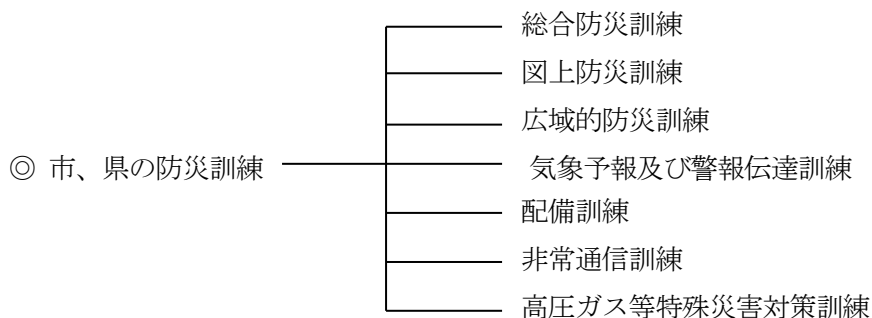 総合防災訓練
図上防災訓練
広域的防災訓練
◎ 市、県の防災訓練
気象予報及び警報伝達訓練
配備訓練
非常通信訓練
高圧ガス等特殊災害対策訓練